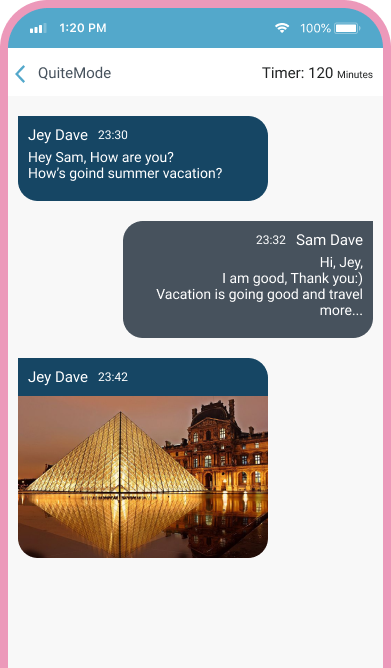 1:20 PM 100%
QuiteMode Timer: 120 Minutes
Jey Dave 23:30
Hey Sam, How are you?
How's goind summer vacation?
23:32 Sam Dave
Hi, Jey,
I am good, Thank you:)
Vacation is going good and travel
more...
Jey Dave 23:42